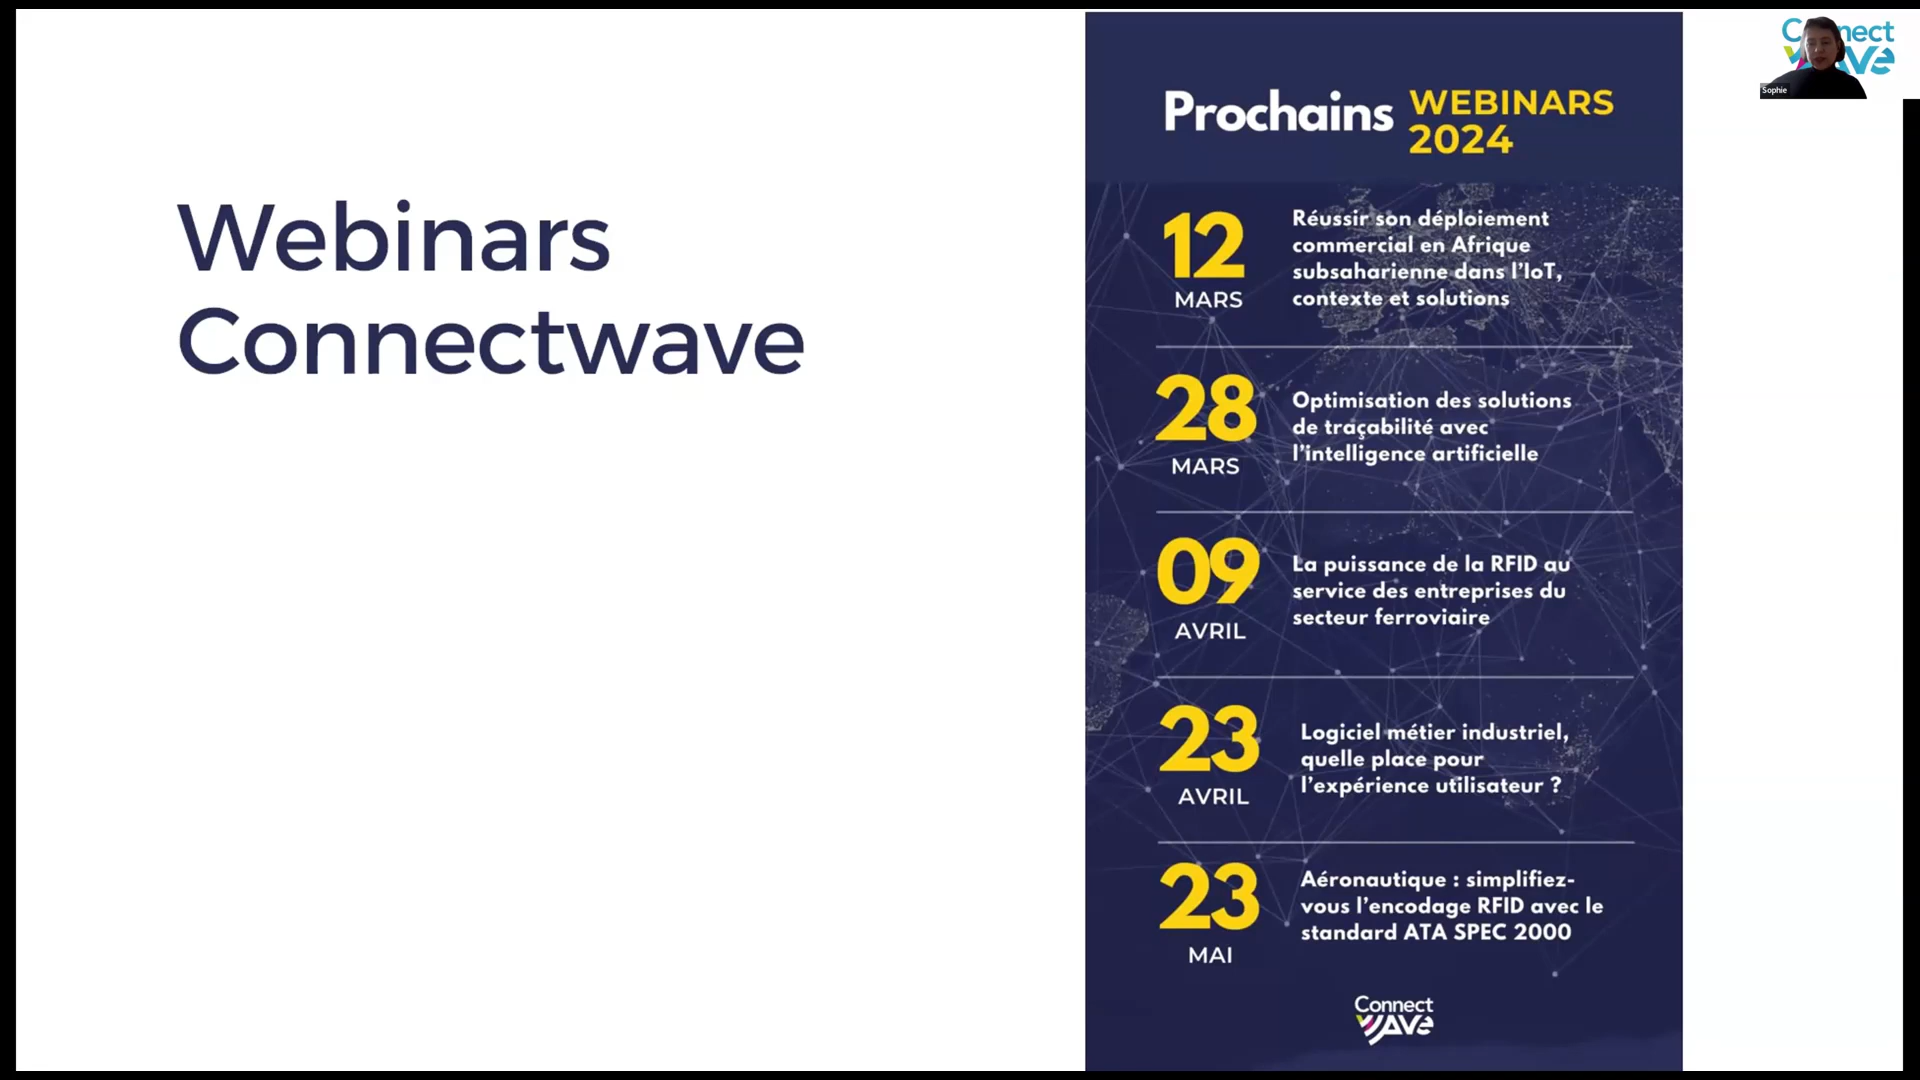 Webinars
Connectwave
Prochains WEBINARS
2024
12
MARS
Réussir son déploiement
commercial en Afrique
subsaharienne dans l'IoT,
contexte et solutions
28
MARS
Optimisation des solutions
de traçabilité avec
l'intelligence artificielle
09
AVRIL
La puissance de la RFID au
service des entreprises du
secteur ferroviaire
23
AVRIL
Logiciel métier industriel,
quelle place pour
l'expérience utilisateur ?
23
MAI
Aéronautique : simplifiez-
vous l'encodage RFID avec le
standard ATA SPEC 2000
Connect
WAVe
Sophie